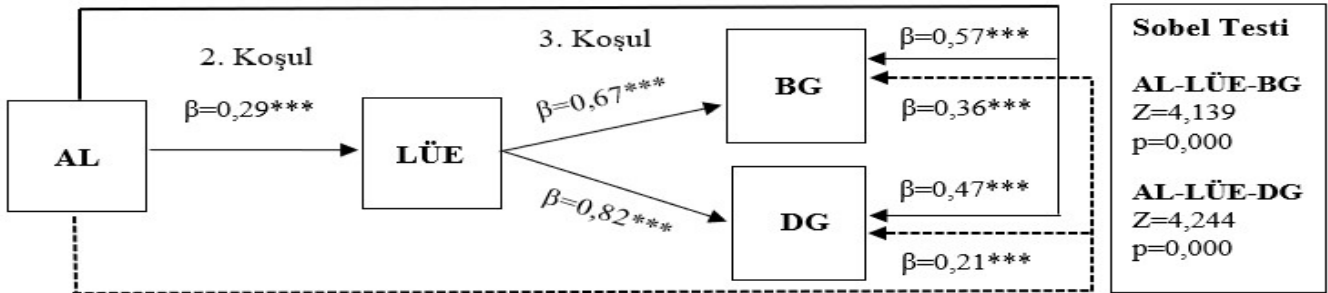 2. Koşul
3. Koşul
β=0,29***
β=0,67***
β=0,82***
AL
LÜE
BG
DG
β=0,57***
β=0,36***
β=0,47***
β=0,21***
Sobel Testi
AL-LÜE-BG
Z=4,139
p=0,000
AL-LÜE-DG
Z=4,244
p=0,000